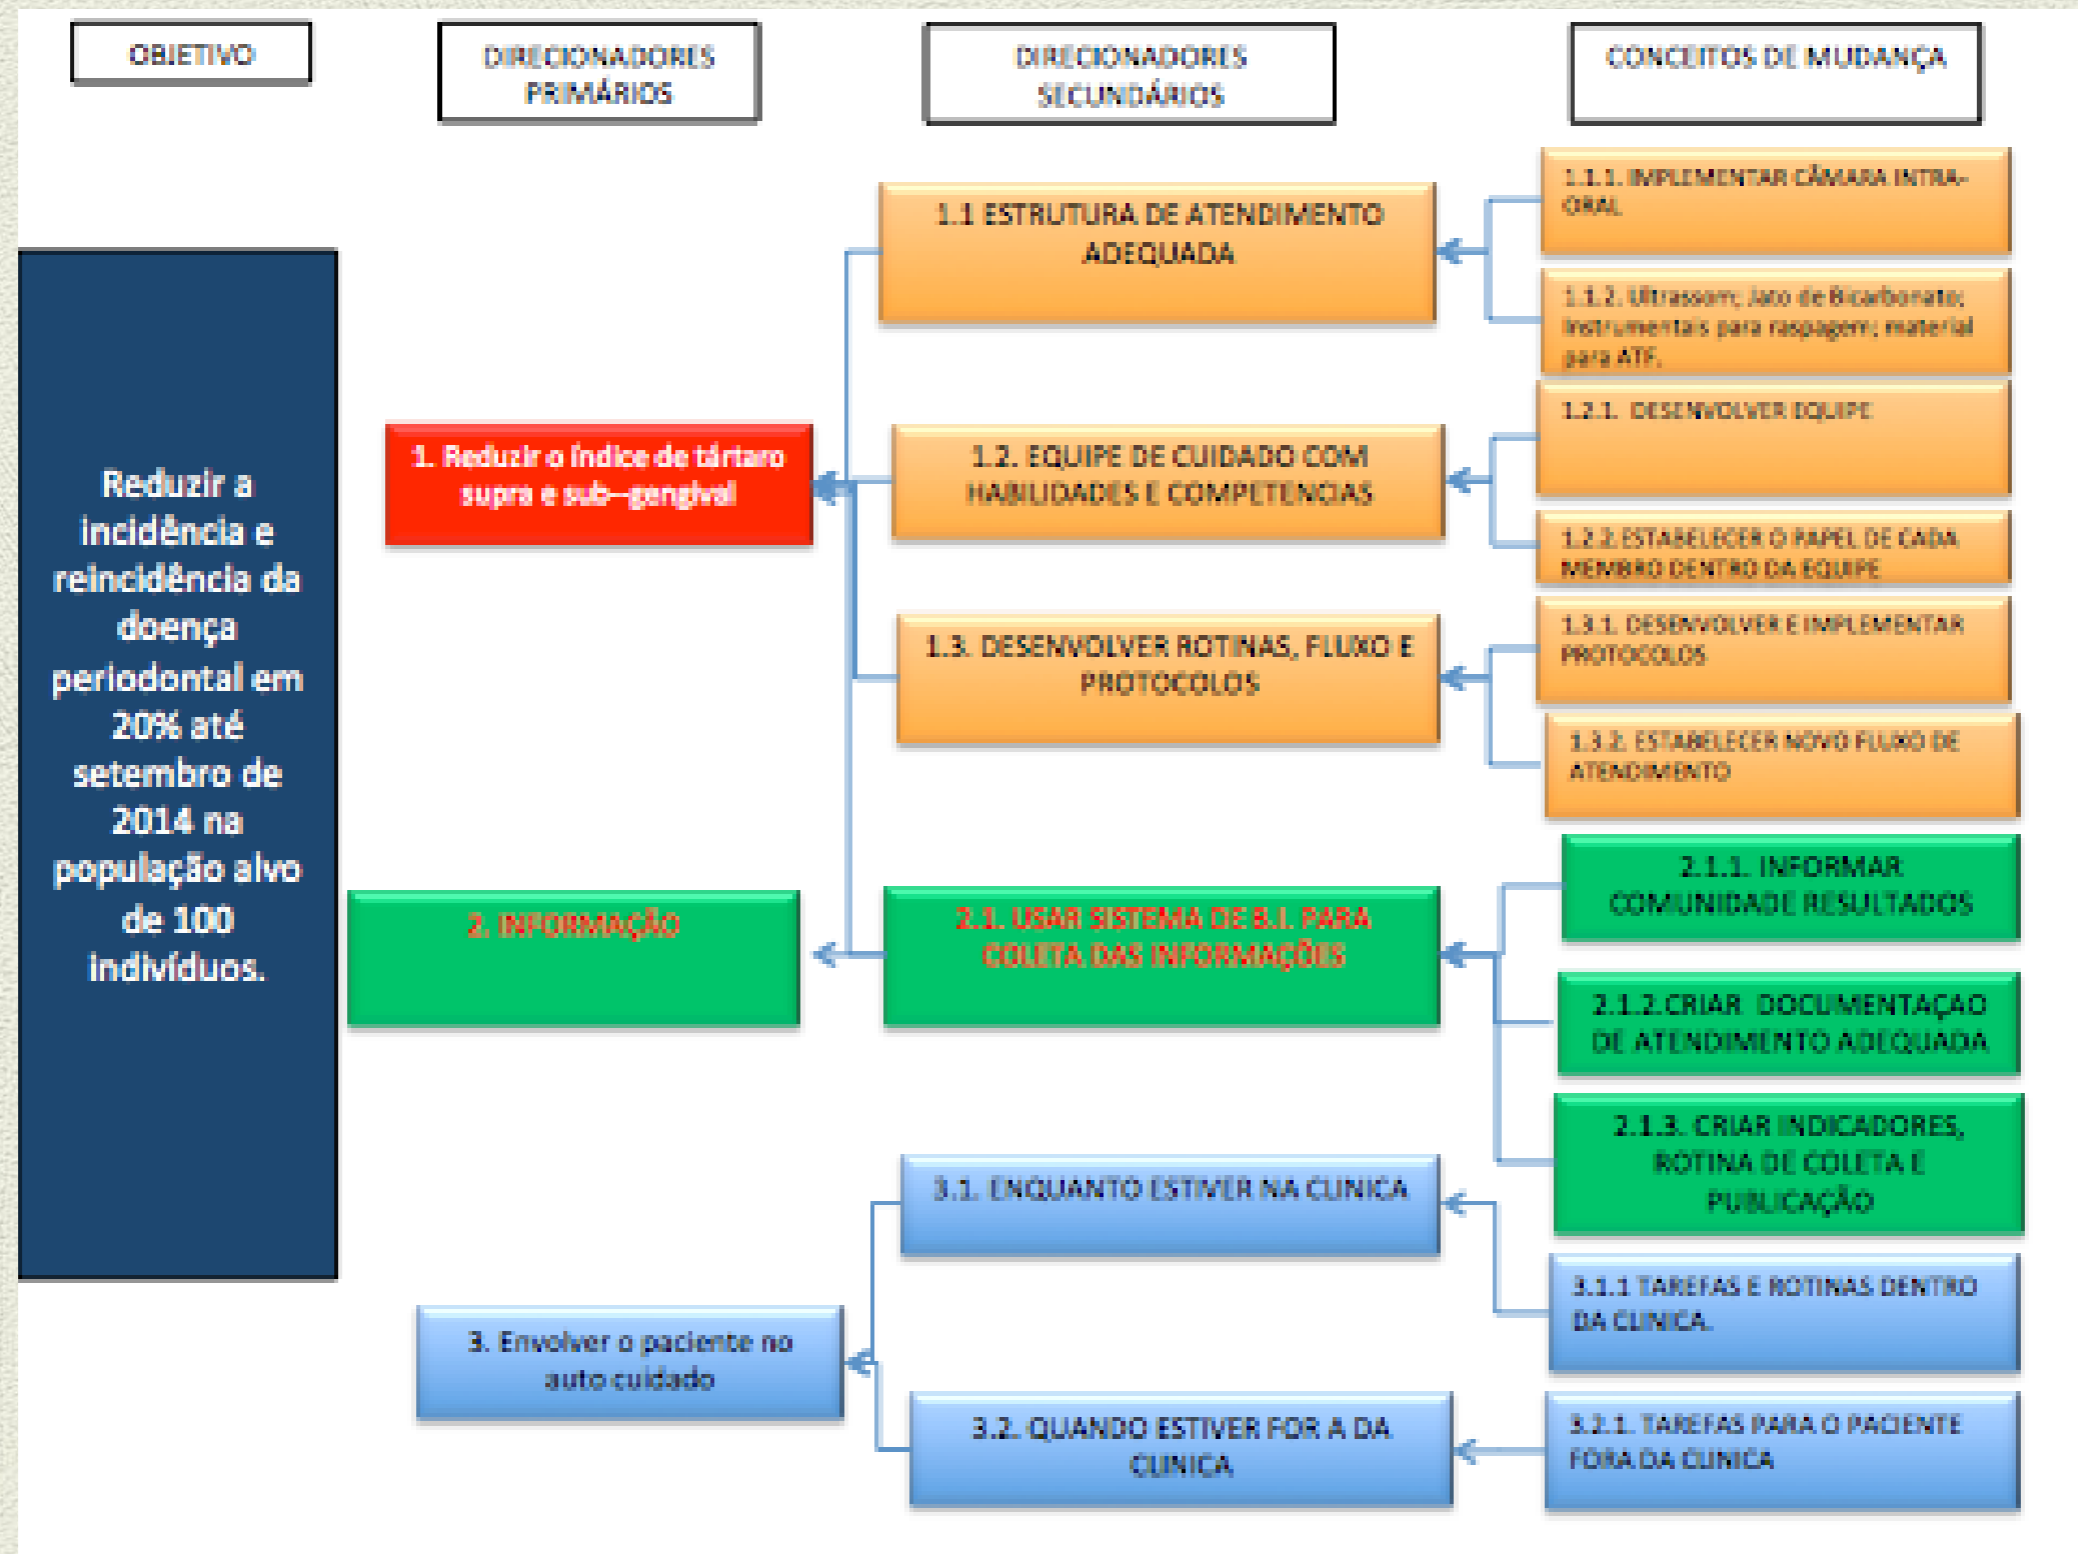 OBJETIVO
DIRECIONADORES
PRIMÁRIOS
DIRECIONADORES
SECUNDÁRIOS
CONCEITOS DE MUDANÇA
Reduzir a
incidência e
reincidência da
doença
periodontal em
20% até
setembro de
2014 na
população alvo
de 100
indivíduos.
1. Reduzir o índice de tártaro
supra e sub--gengival
1.1 ESTRUTURA DE ATENDIMENTO
ADEQUADA
1.1.1. IMPLEMENTAR CÂMARA INTRA-
ORAL
1.1.2. Ultrassom; Jato de Bicarbonato;
Instrumentais para raspagem; material
para ATF.
1.2. EQUIPE DE CUIDADO COM
HABILIDADES E COMPETENCIAS
1.2.1. DESENVOLVER EQUIPE
1.2.2.ESTABELECER O PAPEL DE CADA
MEMBRO DENTRO DA EQUIPE
1.3. DESENVOLVER ROTINAS, FLUXO E
PROTOCOLOS
1.3.1. DESENVOLVER E IMPLEMENTAR
PROTOCOLOS
1.3.2. ESTABELECER NOVO FLUXO DE
ATENDIMENTO
2. INFORMAÇÃO
2.1. USAR SISTEMA DE B.I. PARA
COLETA DAS INFORMAÇÕES
2.1.1. INFORMAR
COMUNIDADE RESULTADOS
2.1.2.CRIAR DOCUMENTAÇAO
DE ATENDIMENTO ADEQUADA
2.1.3. CRIAR INDICADORES,
ROTINA DE COLETA E
PUBLICAÇÃO
3. Envolver o paciente no
auto cuidado
3.1. ENQUANTO ESTIVER NA CLINICA
3.1.1 TAREFAS E ROTINAS DENTRO
DA CLINICA.
3.2. QUANDO ESTIVER FOR A DA
CLINICA
3.2.1. TAREFAS PARA O PACIENTE
FORA DA CLINICA